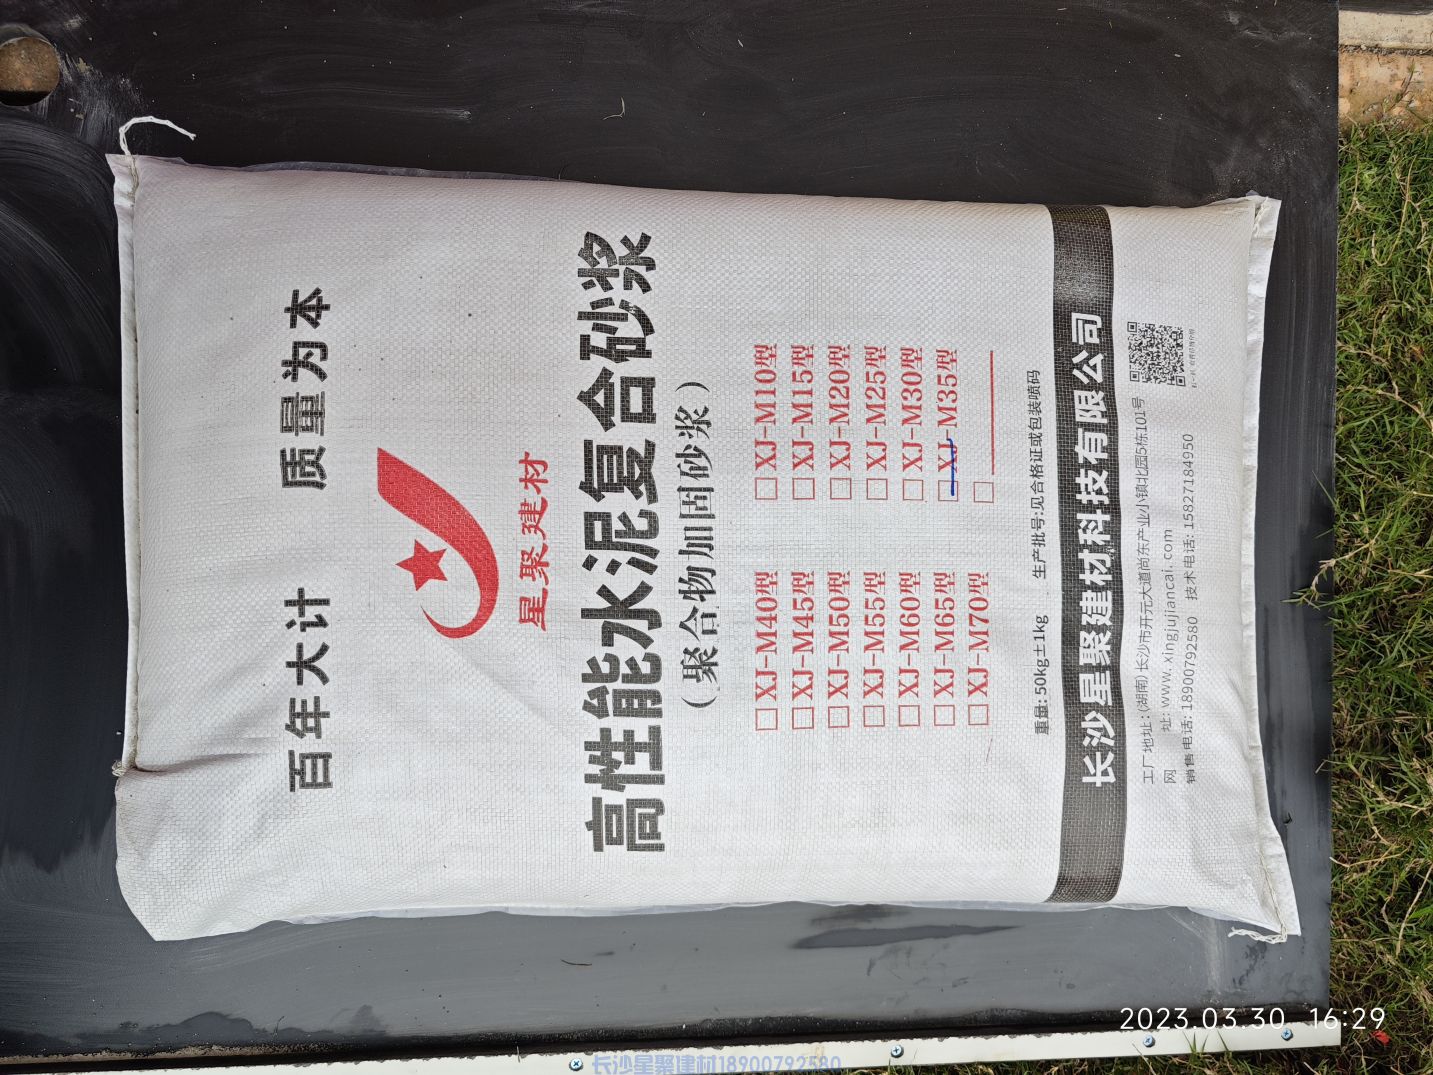 百年大计 质量为本
星聚建材
高性能水泥复合砂浆
(聚合物加固砂浆)
□XJ-M40型 □XJ-M10型
□XJ-M45型 □XJ-M15型
□XJ-M50型 □XJ-M20型
□XJ-M55型 □XJ-M25型
□XJ-M60型 □XJ-M30型
□XJ-M65型 □XJ-M35型
□XJ-M70型 □
重量: 50kg±1kg 生产批号:见合格证或包装喷码
长沙星聚建材科技有限公司
工厂地址: (湖南) 长沙市开元大道尚东产业小镇北园5栋101号
网 址: www.xingjujiancai.com
销售电话: 18900792580 技术电话: 15827184950
2023.03.30 16:29
长沙星聚建材18900792580